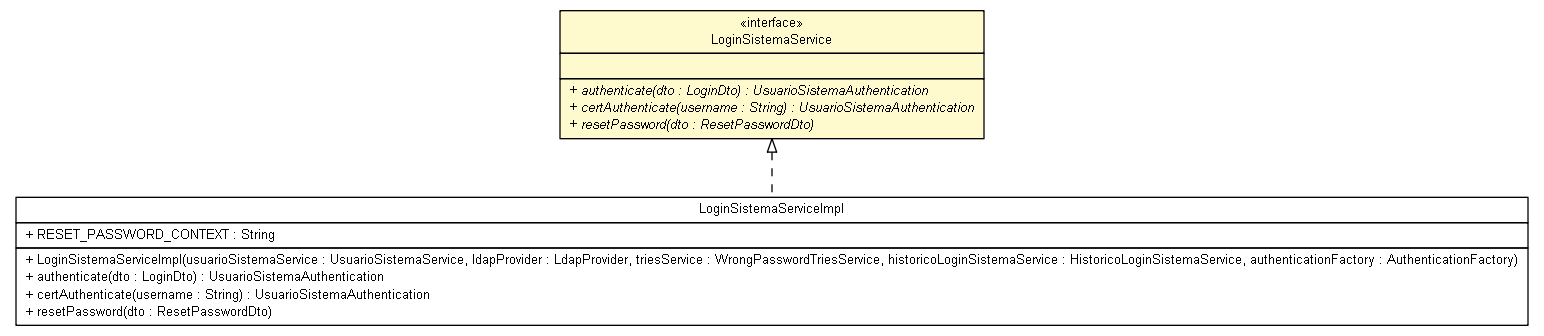 «interface»
LoginSistemaService
+ authenticate(dto : LoginDto) : UsuarioSistemaAuthentication
+ certAuthenticate(username : String) : UsuarioSistemaAuthentication
+ resetPassword(dto : ResetPasswordDto)
LoginSistemaServiceImpl
+ RESET_PASSWORD_CONTEXT : String
+ LoginSistemaServiceImpl(usuarioSistemaService : UsuarioSistemaService, ldapProvider : LdapProvider, triesService : WrongPasswordTriesService, historicoLoginSistemaService : HistoricoLoginSistemaService, authenticationFactory : AuthenticationFactory)
+ authenticate(dto : LoginDto) : UsuarioSistemaAuthentication
+ certAuthenticate(username : String) : UsuarioSistemaAuthentication
+ resetPassword(dto : ResetPasswordDto)